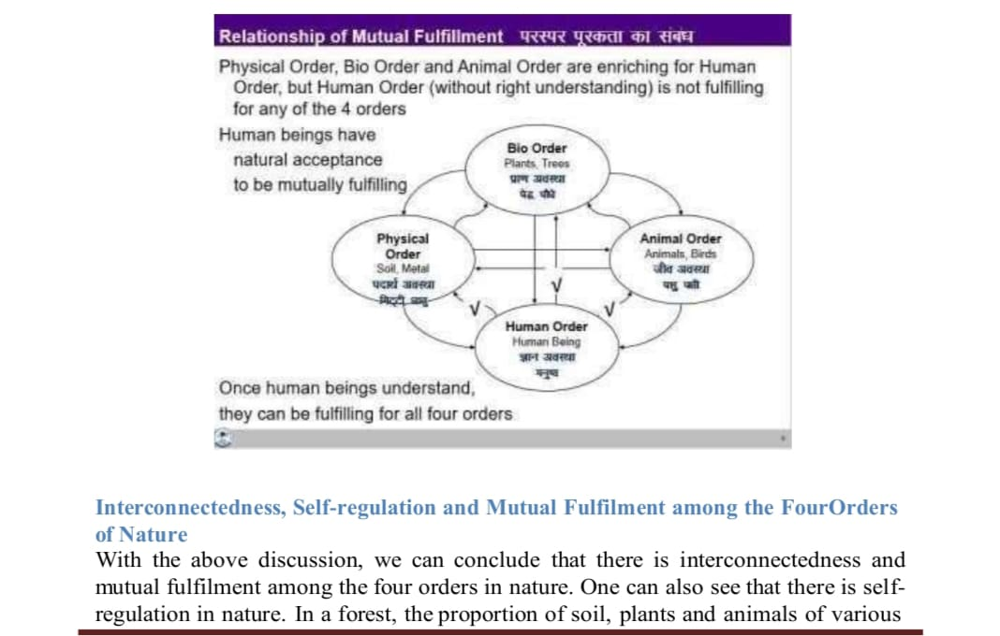 Relationship of Mutual Fulfillment परस्पर पूरकता का संबंध
Physical Order, Bio Order and Animal Order are enriching for Human
Order, but Human Order (without right understanding) is not fulfilling
for any of the 4 orders
Human beings have
natural acceptance
to be mutually fulfilling
Bio Order
Plants, Trees
प्राण अवस्था
पेड़ पौधे
Physical
Order
Soil, Metal
पदार्थ अवस्था
मिट्टी धातु
Animal Order
Animals, Birds
जीव अवस्था
पशु पक्षी
√
√
√
Human Order
Human Being
ज्ञान अवस्था
मनुष्य
Once human beings understand,
they can be fulfilling for all four orders
Interconnectedness, Self-regulation and Mutual Fulfilment among the FourOrders
of Nature
With the above discussion, we can conclude that there is interconnectedness and
mutual fulfilment among the four orders in nature. One can also see that there is self-
regulation in nature. In a forest, the proportion of soil, plants and animals of various